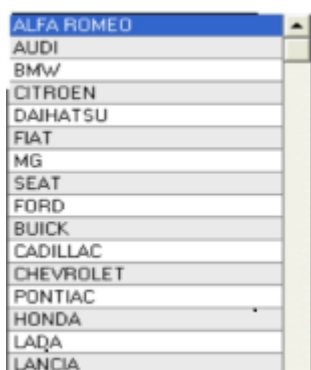 ALFA ROMEO
AUDI
BMW
CITROEN
DAIHATSU
FIAT
MG
SEAT
FORD
BUICK
CADILLAC
CHEVROLET
PONTIAC
HONDA
LADA
LANCIA